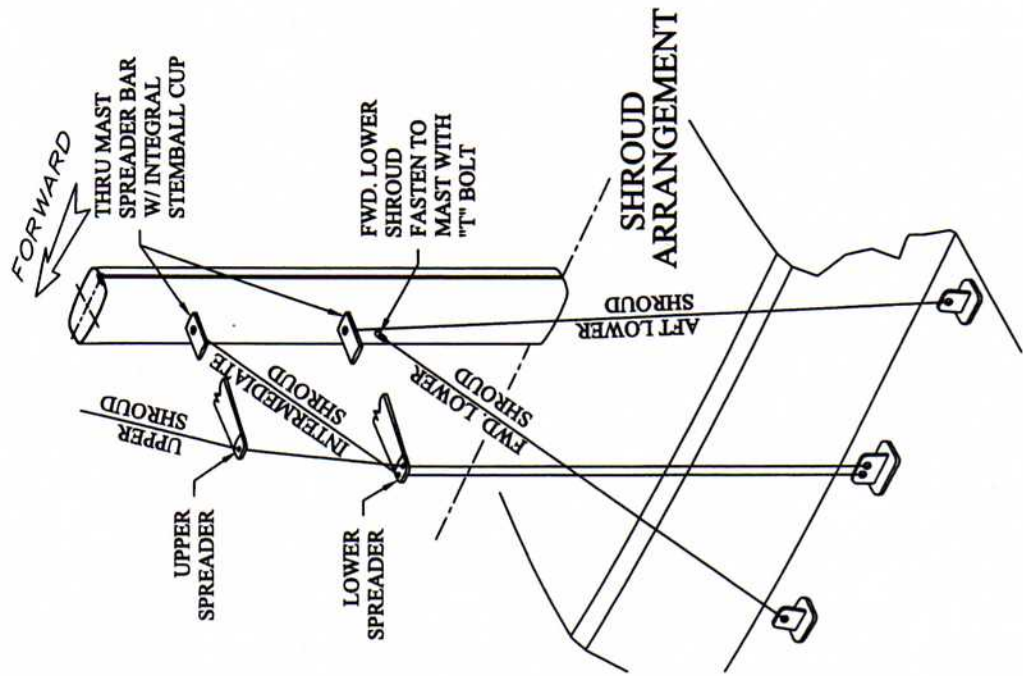 FORWARD
THRU MAST
SPREADER BAR
W/ INTEGRAL
STEMBALL CUP
FWD. LOWER
SHROUD
FASTEN TO
MAST WITH
"T" BOLT
UPPER
SHROUD
INTERMEDIATE
SHROUD
UPPER
SPREADER
LOWER
SPREADER
FWD. LOWER
SHROUD
AFT LOWER
SHROUD
SHROUD
ARRANGEMENT